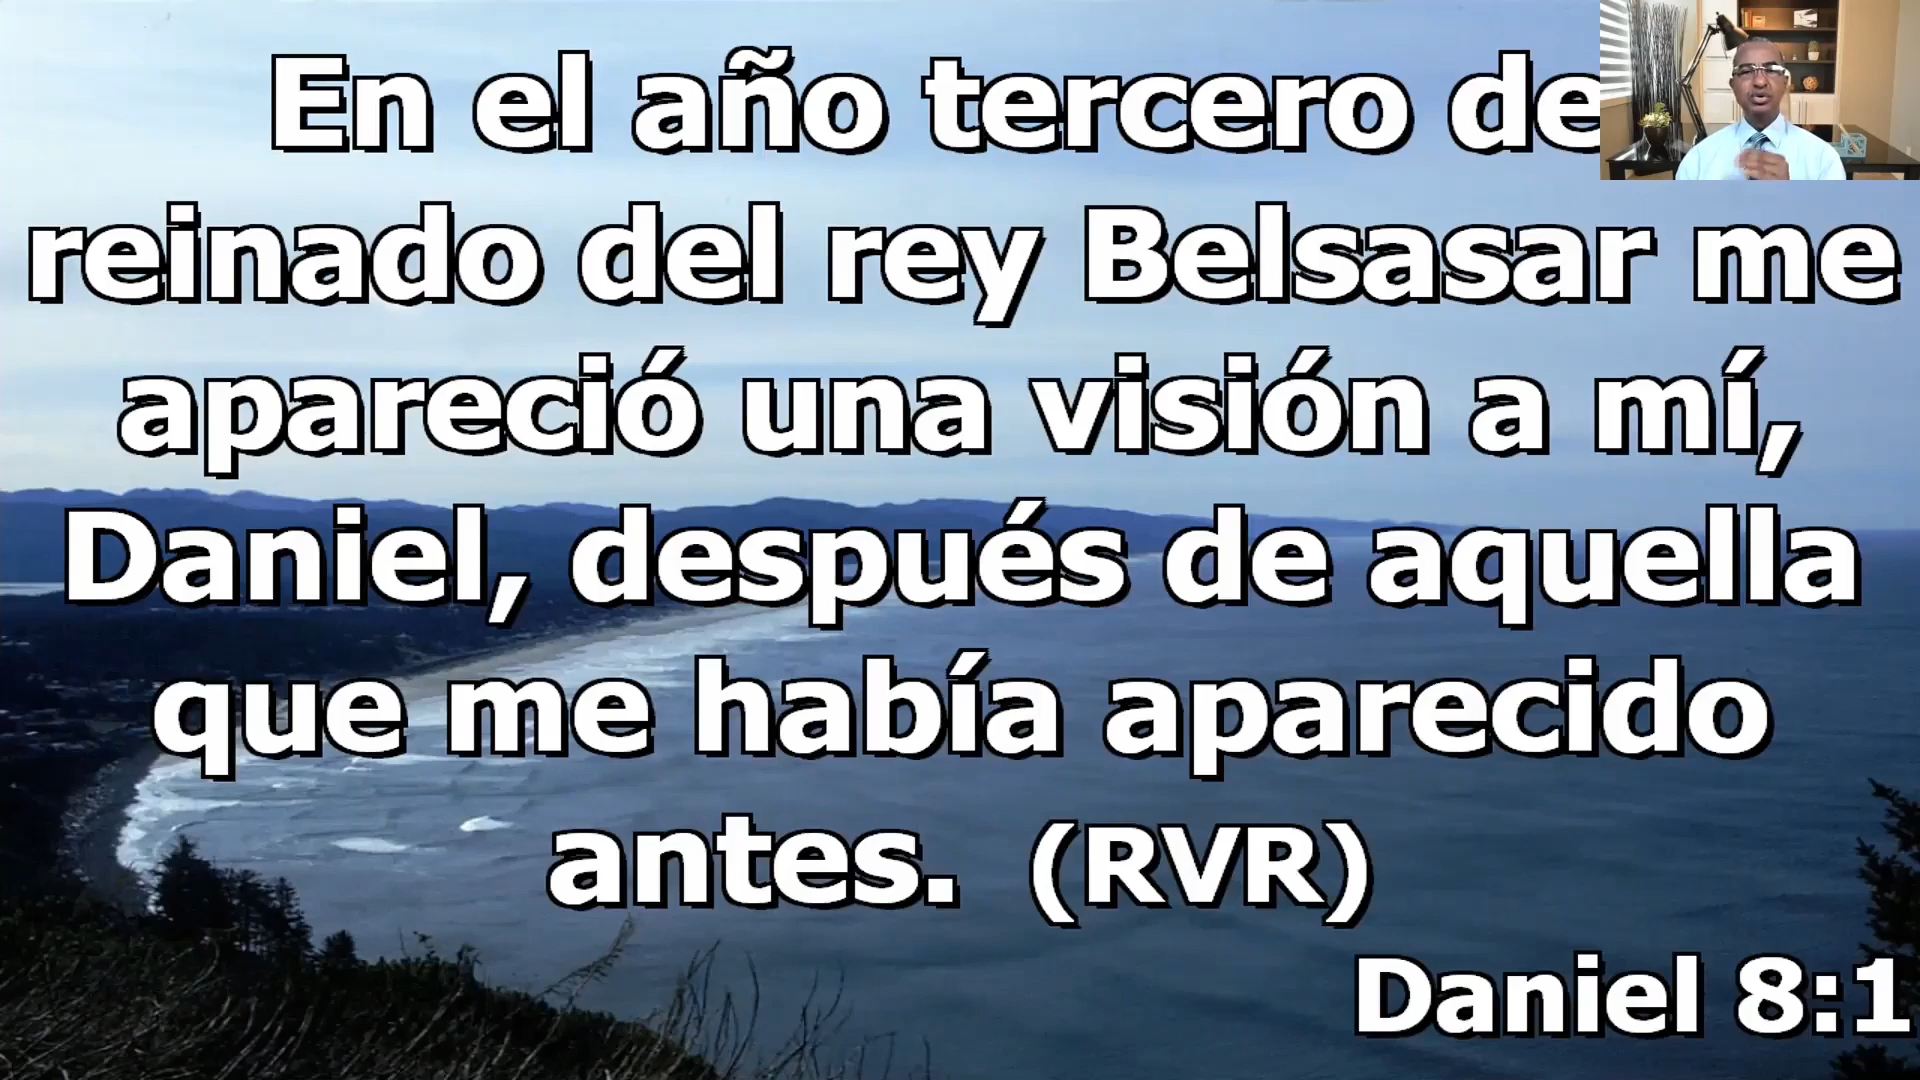 En el año tercero de
reinado del rey Belsasar me
apareció una visión a mí,
Daniel, después de aquella
que me había aparecido
antes. (RVR)
Daniel 8:1